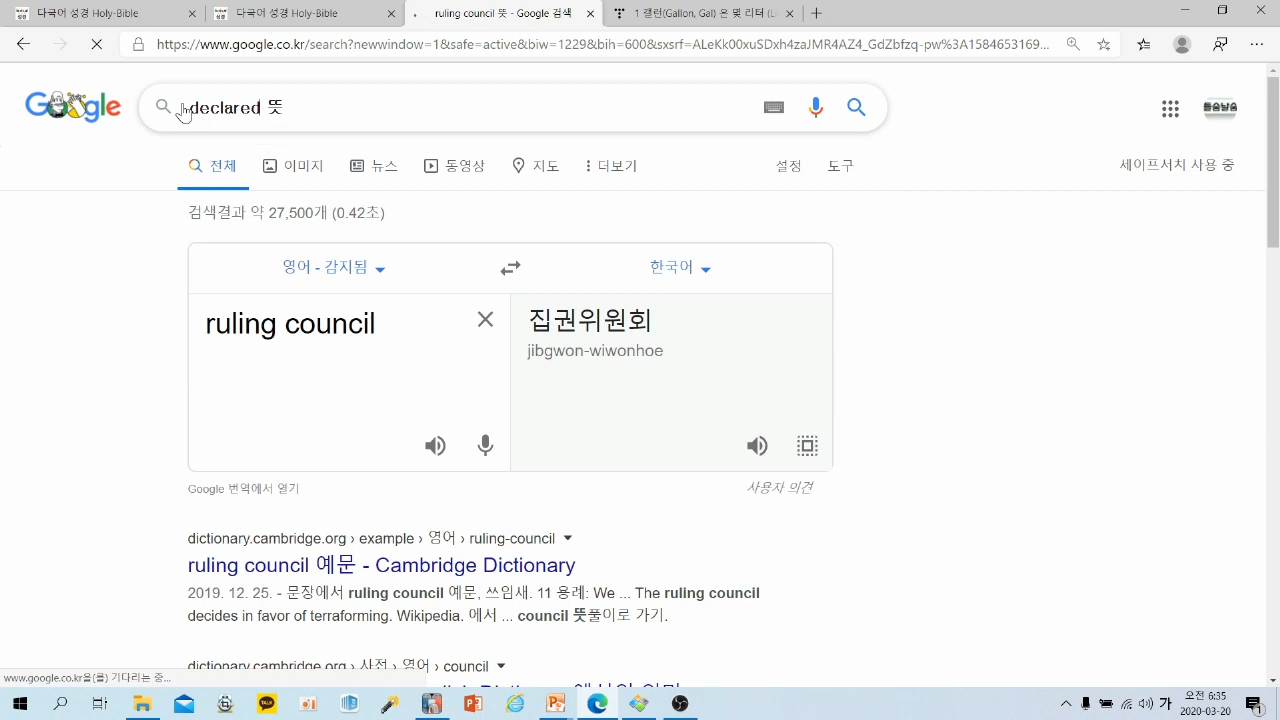 다국어 성경 Holy-Bible
다국어 성경 Holy-Bible
ruling council 뜻 - Google 검색
1 갤런(Gallon, Gal) 은 몇 리터 (L
https://www.google.co.kr/search?newwindow=1&safe=active&biw=1229&bih=600&sxsrf=ALeKk00xuSDxh4zaJMR4AZ4_GdZbfzq-pw%3A1584653169...
Google
declared 뜻
전체
이미지
뉴스
동영상
지도
더보기
설정
도구
세이프서치 사용 중
검색결과 약 27,500개 (0.42초)
영어 - 감지됨
한국어
ruling council
집권위원회
jibgwon-wiwonhoe
Google 번역에서 열기
사용자 의견
dictionary.cambridge.org › example › 영어 › ruling-council
ruling council 예문 - Cambridge Dictionary
2019. 12. 25. - 문장에서 ruling council 예문, 쓰임새. 11 용례: We ... The ruling council
decides in favor of terraforming. Wikipedia. 에서 ... council 뜻풀이로 가기.
dictionary.cambridge.org › 사전 › 영어 › council
www.google.co.kr을(를) 기다리는 중...
TALK
가
오전 6:35
2020-03-20